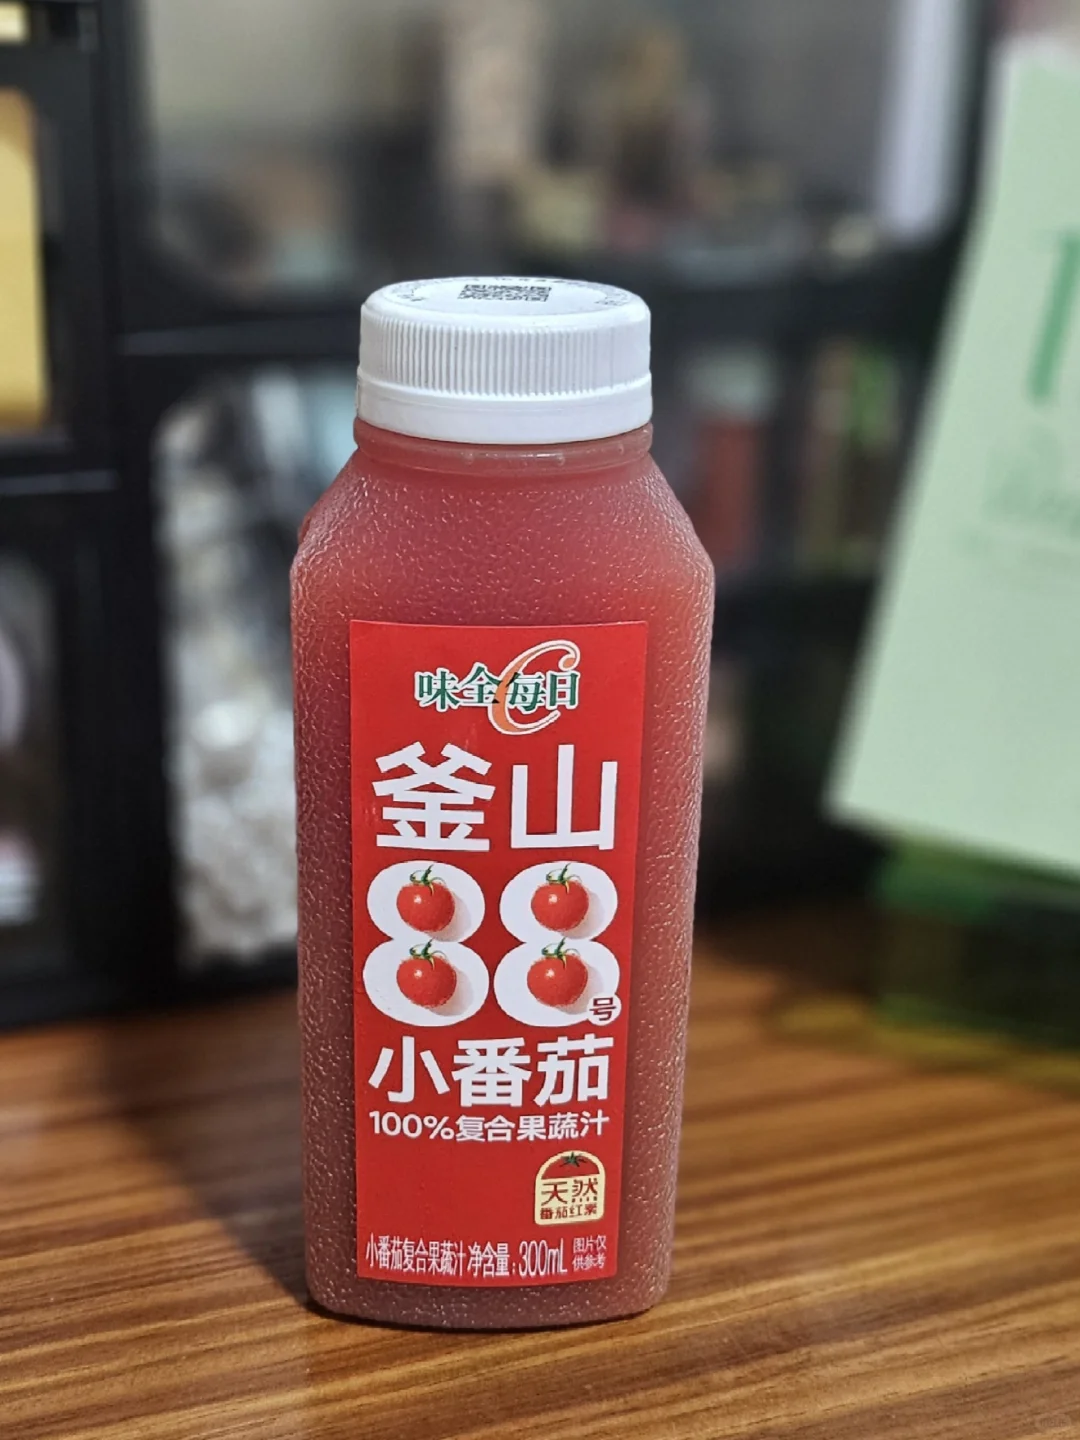 味全每日C
釜山
88号
小番茄
100%复合果蔬汁
天然
番茄红素
小番茄复合果蔬汁 净含量:300mL
图片仅
供参考